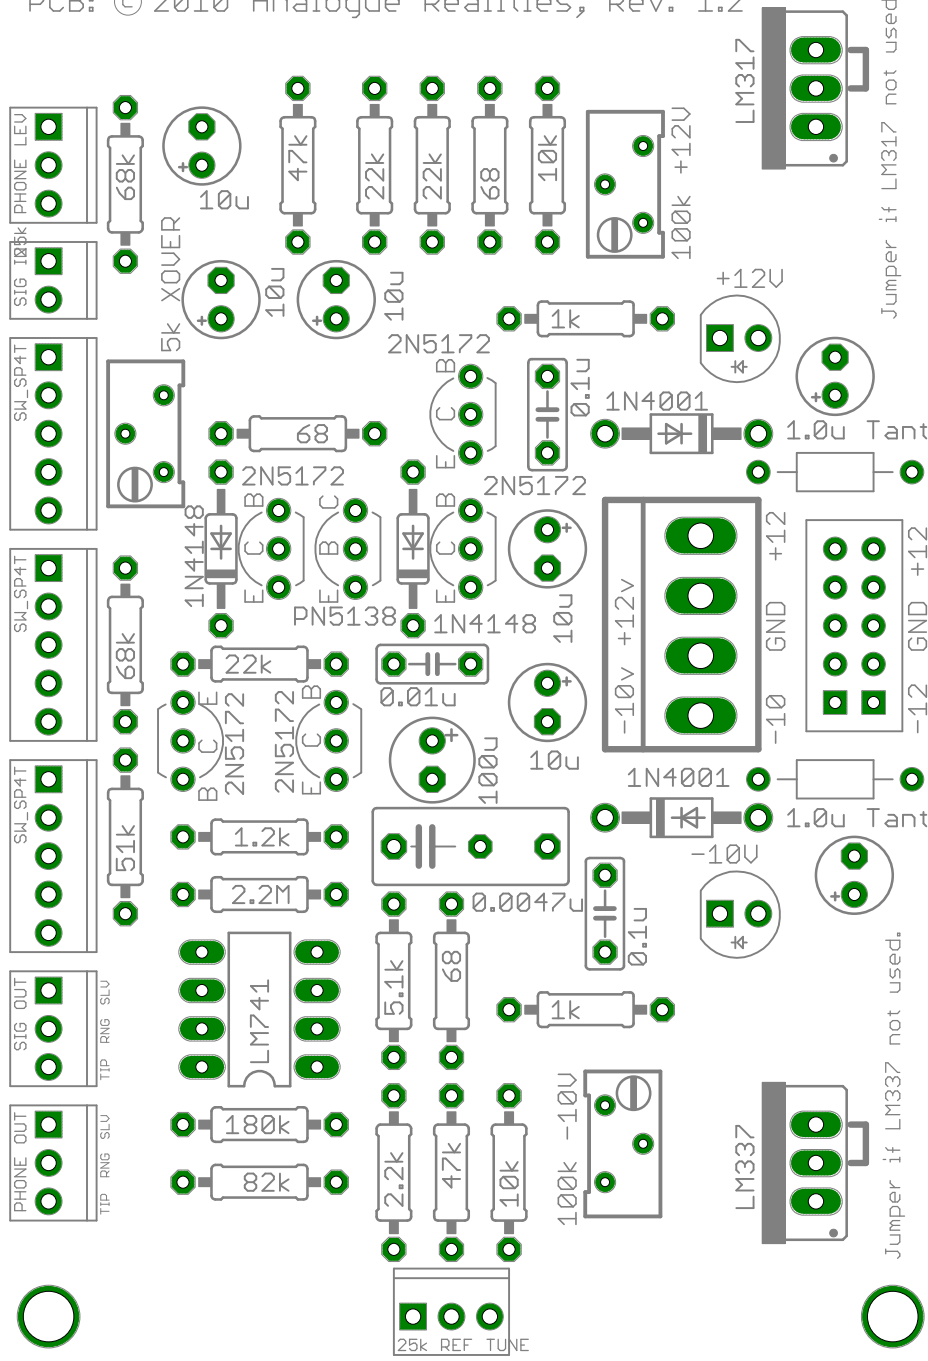 PCB: © 2010 Analogue Realities, Rev. 1.2
LM317
Jumper if LM317 not used
PHONE LEV
25k
68k
10u
47k
22k
22k
68
10k
100k +12V
SIG IN
5k XOVER
10u
10u
1k
+12V
2N5172
B
C
E
0.1u
1N4001
1.0u Tant
SW_SP4T
68
2N5172
2N5172
1N4148
B
C
E
C
B
E
B
C
E
PN5138
1N4148
10u
-10v +12v
-10 GND +12
-12 GND +12
SW_SP4T
68k
22k
0.01u
E
C
B
2N5172
2N5172
B
C
E
100u
10u
1N4001
1.0u Tant
SW_SP4T
51k
1.2k
2.2M
0.0047u
-10V
0.1u
5.1k
68
LM741
1k
SIG OUT
TIP RNG SLV
PHONE OUT
TIP RNG SLV
180k
82k
2.2k
47k
10k
100k -10V
LM337
Jumper if LM337 not used.
25k REF TUNE